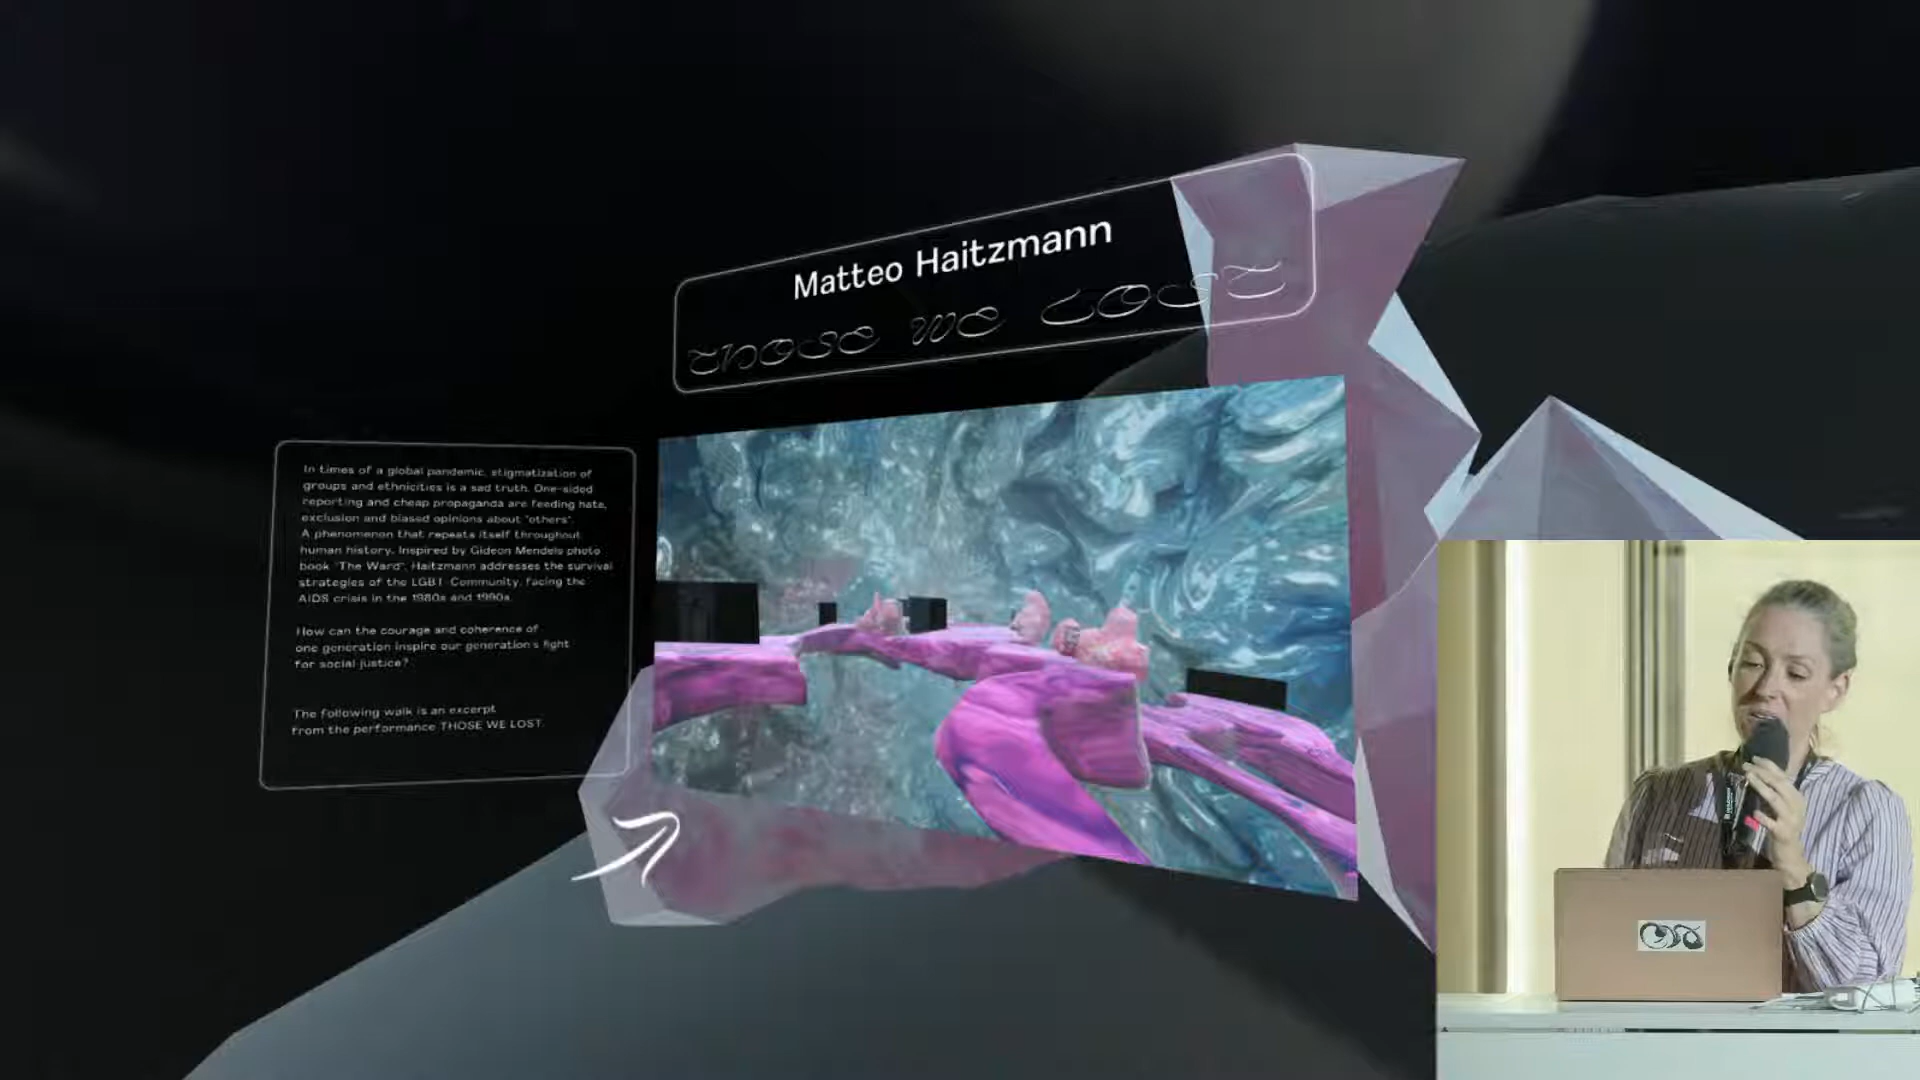 Matteo Haitzmann
THOSE WE LOST
In times of a global pandemic, stigmatization of
groups and ethnicities is a sad truth. One-sided
reporting and cheap propaganda are feeding hate,
exclusion and biased opinions about "others".
A phenomenon that repeats itself throughout
human history. Inspired by Gideon Mendels photo
book "The Ward", Haitzmann addresses the survival
strategies of the LGBT-Community, facing the
AIDS crisis in the 1980s and 1990s.
How can the courage and coherence of
one generation inspire our generation's fight
for social justice?
The following walk is an excerpt
from the performance THOSE WE LOST.